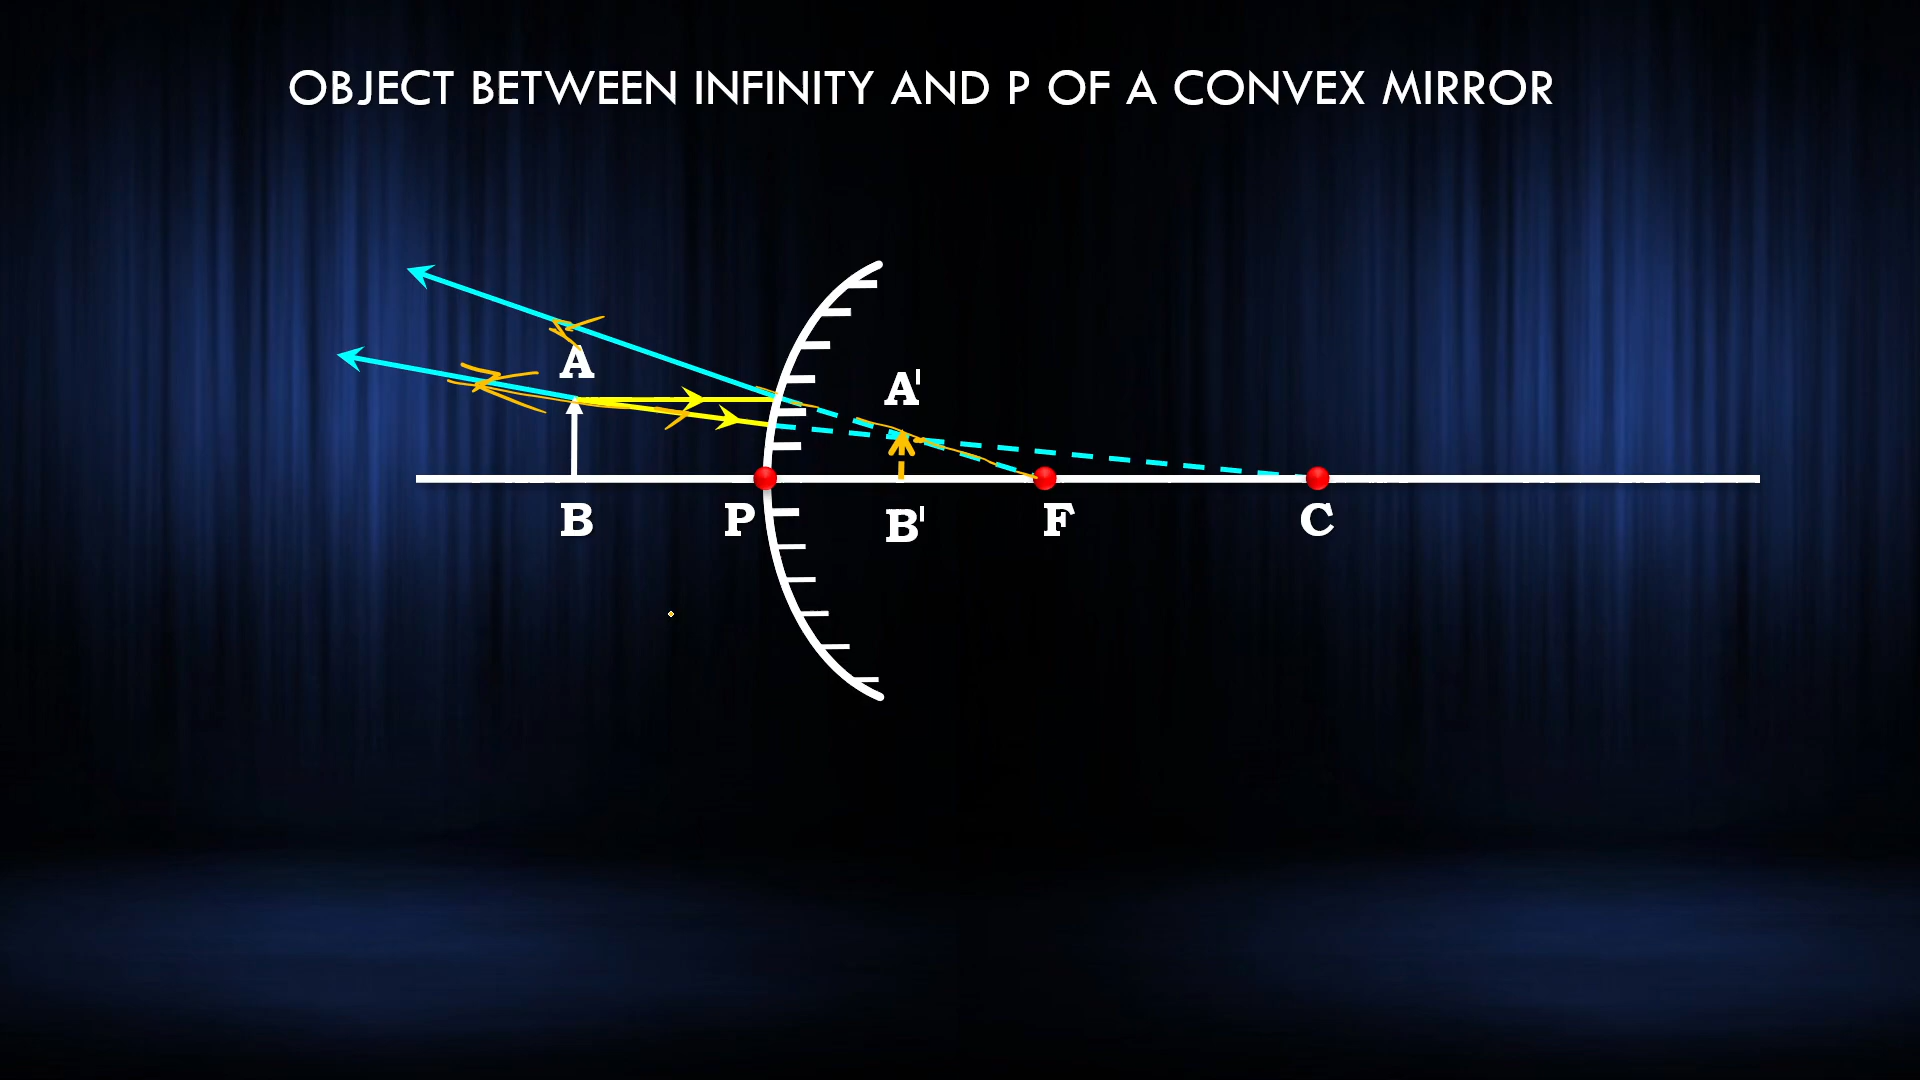 OBJECT BETWEEN INFINITY AND P OF A CONVEX MIRROR
A
A'
B
P
B'
F
C